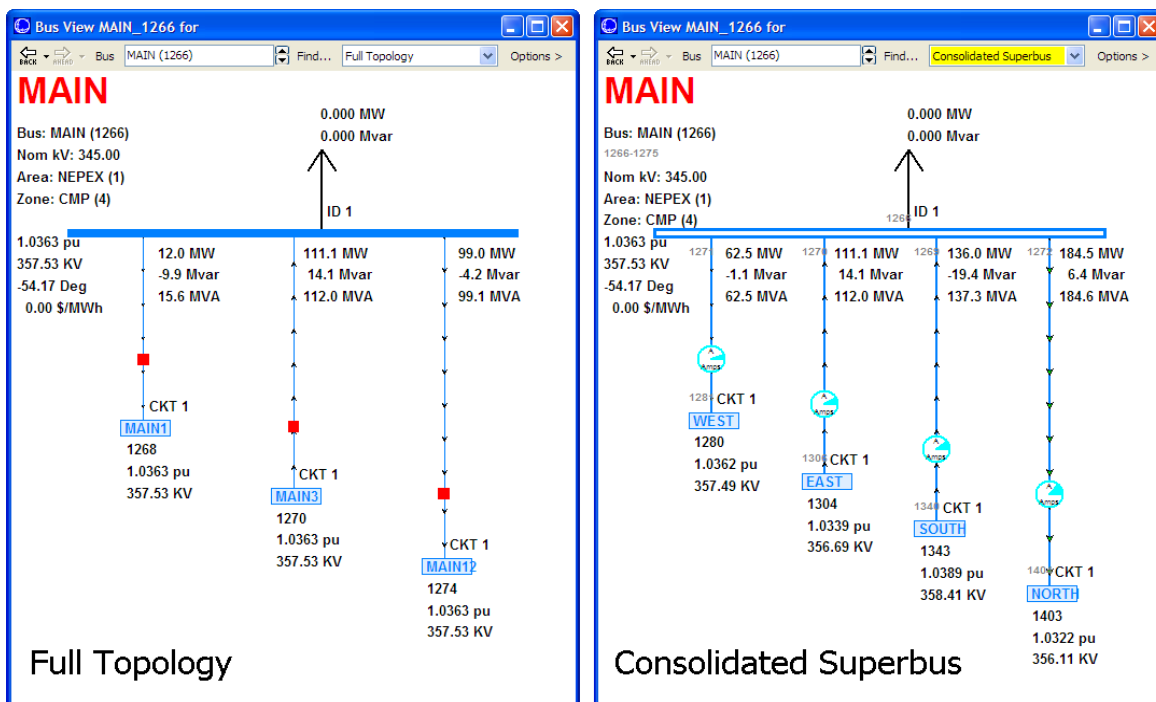 Bus View MAIN_1266 for
BACK AHEAD Bus MAIN (1266) Find... Full Topology Options >
MAIN
0.000 MW
0.000 Mvar
Bus: MAIN (1266)
Nom kV: 345.00
Area: NEPEX (1)
Zone: CMP (4)
ID 1
1.0363 pu
357.53 KV
-54.17 Deg
0.00 $/MWh
12.0 MW
-9.9 Mvar
15.6 MVA
111.1 MW
14.1 Mvar
112.0 MVA
99.0 MW
-4.2 Mvar
99.1 MVA
CKT 1
MAIN1
1268
1.0363 pu
357.53 KV
CKT 1
MAIN3
1270
1.0363 pu
357.53 KV
CKT 1
MAIN12
1274
1.0363 pu
357.53 KV
Full Topology
Bus View MAIN_1266 for
BACK AHEAD Bus MAIN (1266) Find... Consolidated Superbus Options >
MAIN
0.000 MW
0.000 Mvar
Bus: MAIN (1266)
1266-1275
Nom kV: 345.00
Area: NEPEX (1)
Zone: CMP (4)
ID 1
1.0363 pu
357.53 KV
-54.17 Deg
0.00 $/MWh
62.5 MW
-1.1 Mvar
62.5 MVA
1270
111.1 MW
14.1 Mvar
112.0 MVA
1269
136.0 MW
-19.4 Mvar
137.3 MVA
1272
184.5 MW
6.4 Mvar
184.6 MVA
A
Amps
CKT 1
WEST
1280
1.0362 pu
357.49 KV
A
Amps
CKT 1
EAST
1304
1.0339 pu
356.69 KV
A
Amps
1340
CKT 1
SOUTH
1343
1.0389 pu
358.41 KV
A
Amps
CKT 1
NORTH
1403
1.0322 pu
356.11 KV
Consolidated Superbus